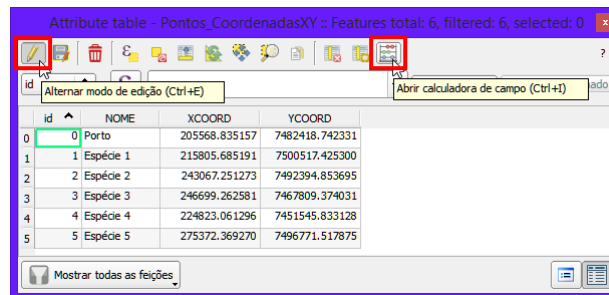 Attribute table - Pontos_CoordenadasXY :: Features total: 6, filtered: 6, selected: 0
x
?
id
Alternar modo de edição (Ctrl+E)
Abrir calculadora de campo (Ctrl+I)
id NOME XCOORD YCOORD
0 0 Porto 205568.835157 7482418.742331
1 1 Espécie 1 215805.685191 7500517.425300
2 2 Espécie 2 243067.251273 7492394.853695
3 3 Espécie 3 246699.262581 7467809.374031
4 4 Espécie 4 224823.061296 7451545.833128
5 5 Espécie 5 275372.369270 7496771.517875
Mostrar todas as feições